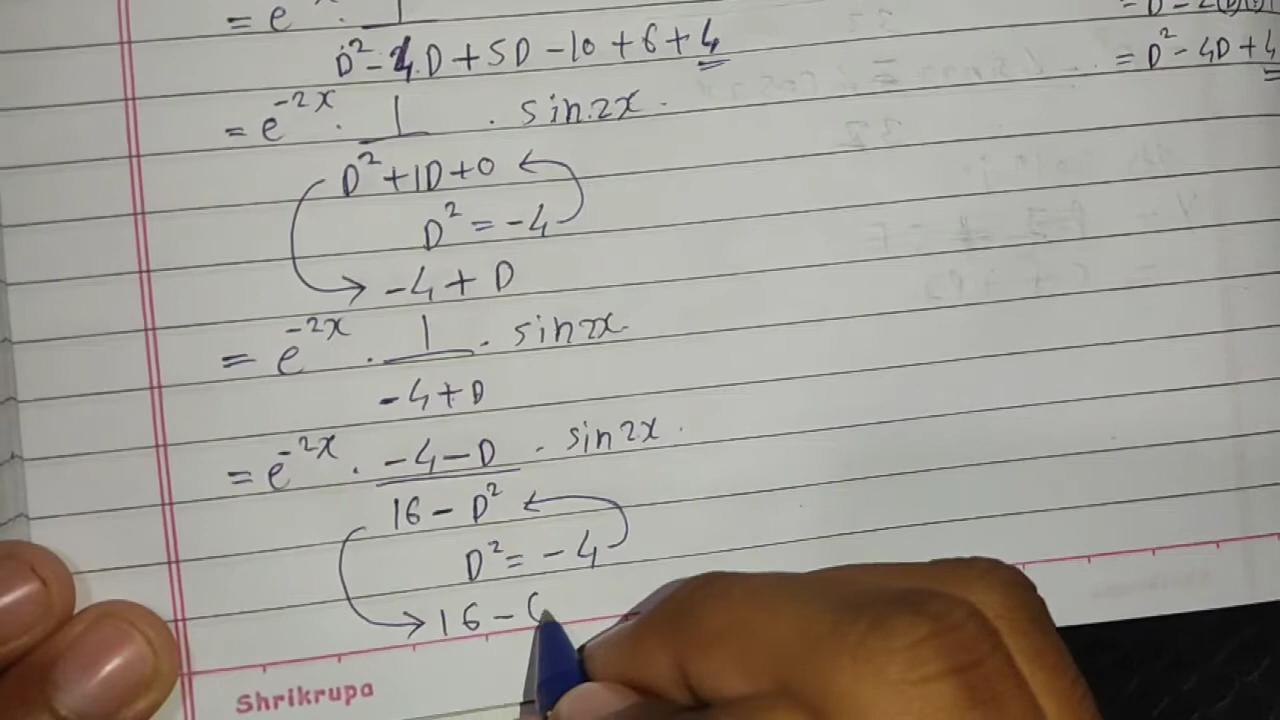 = e
D² - 4D + 5D - 10 + 6 + 4
= D² - 4D + 4
= e^-2x . 1 . sin2x.
D² + 1D + 0
D² = -4
-4 + D
= e^-2x . 1 . sin2x.
-4 + D
= e^-2x . -4 - D . sin2x.
16 - D²
D² = -4
16 - (
Shrikrupa